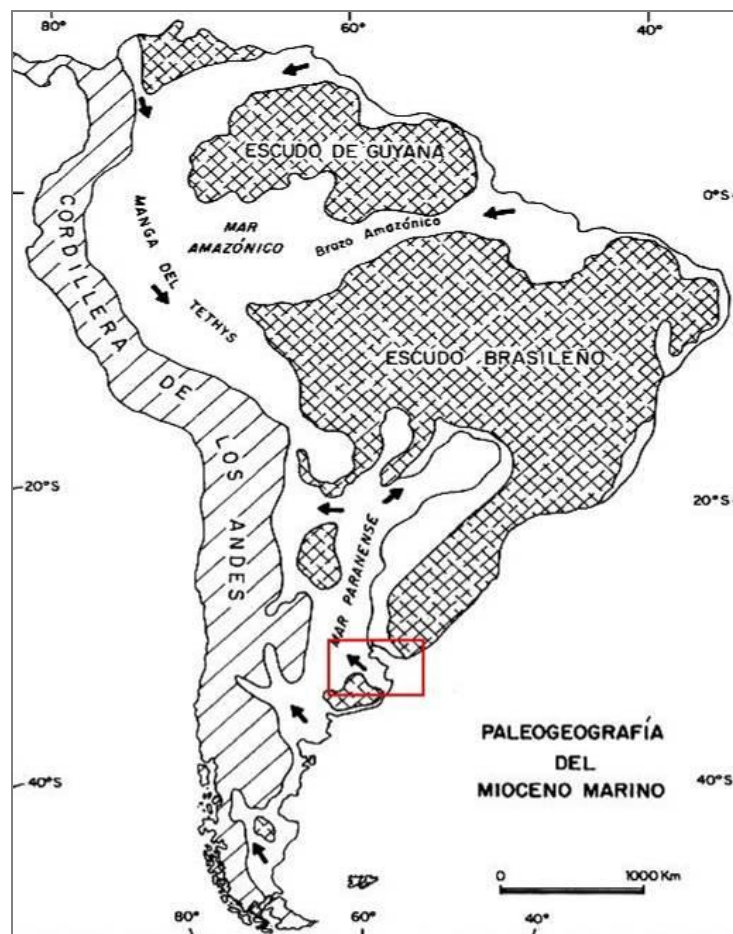 80°
60°
40°
ESCUDO DE GUYANA
0°S
0°S
MAR
AMAZÓNICO
Brazo Amazónico
MANGA DEL TETHYS
CORDILLERA DE LOS ANDES
ESCUDO BRASILEÑO
20°S
20°S
MAR PARANENSE
PALEOGEOGRAFÍA
DEL
MIOCENO MARINO
40°S
40°S
0
1000 Km
80°
60°
40°